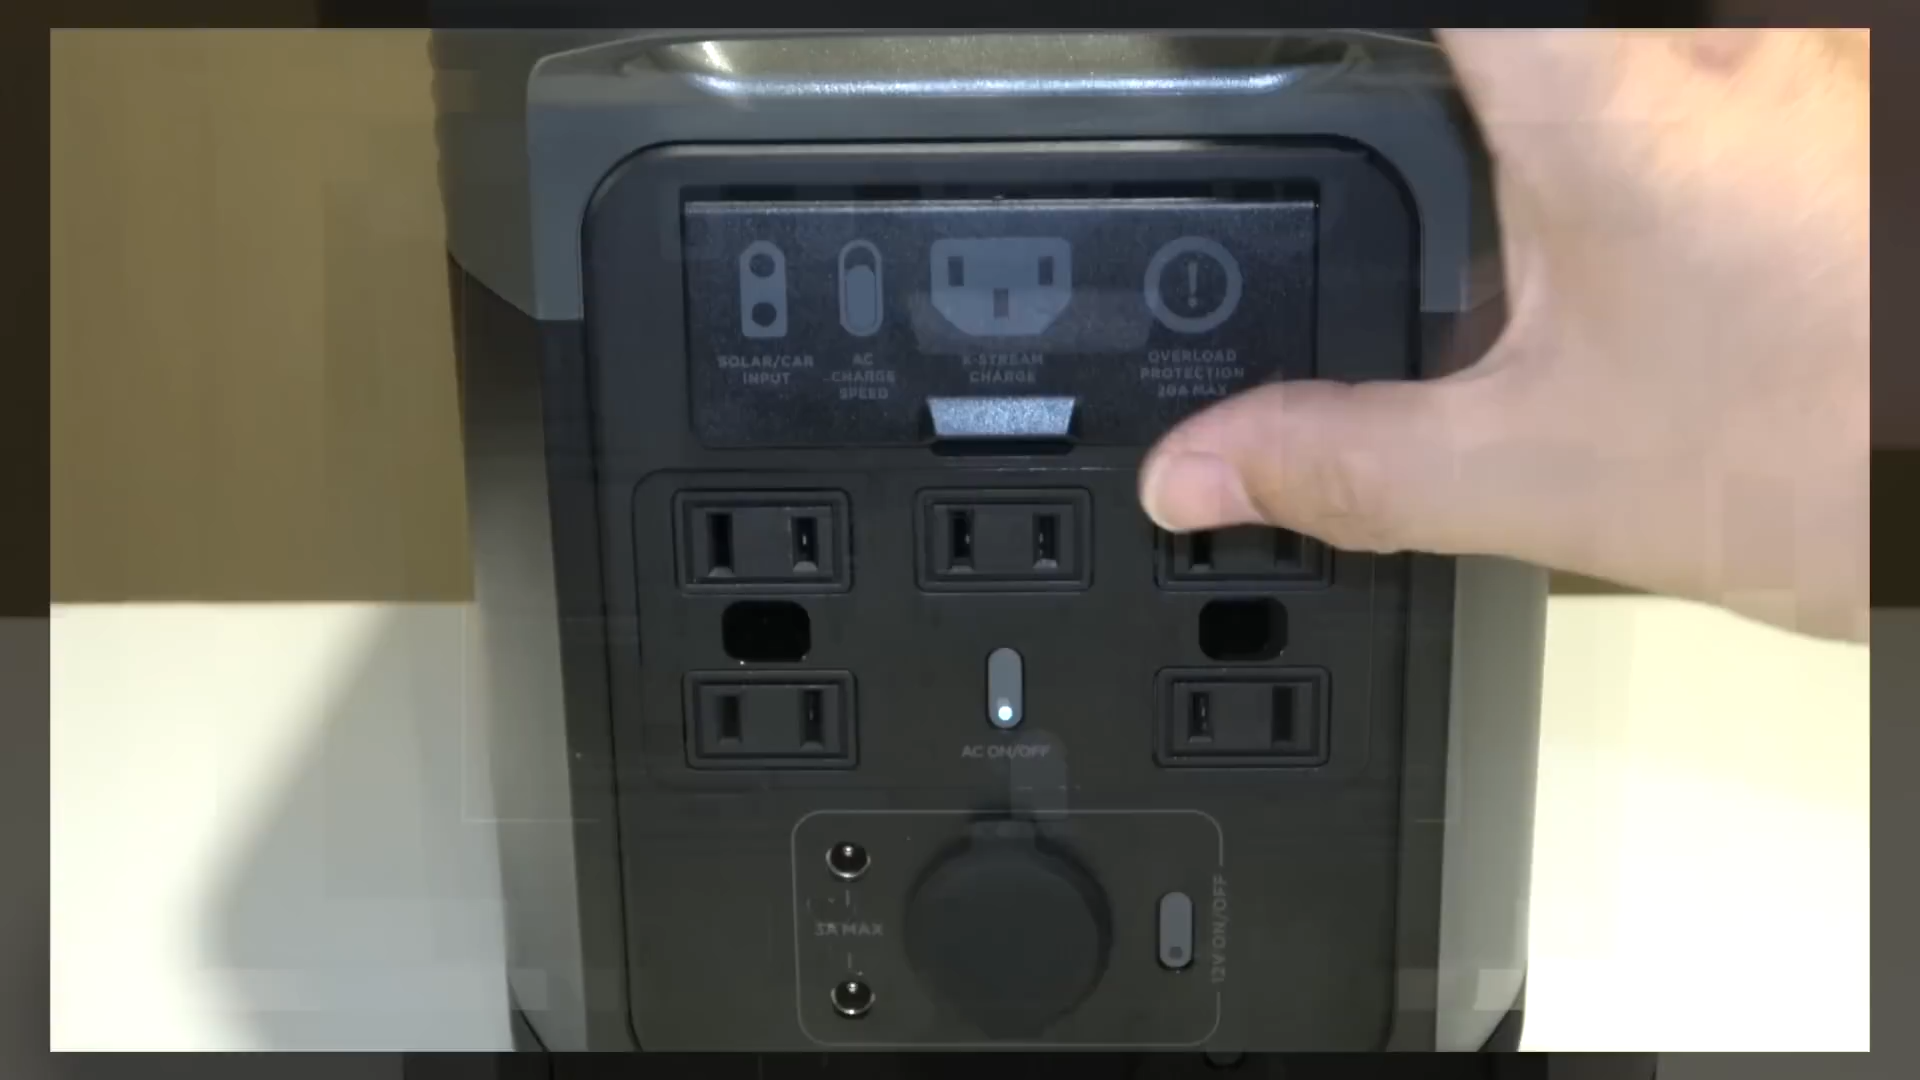 SOLAR/CAR
INPUT
AC
CHARGE
SPEED
X-STREAM
CHARGE
OVERLOAD
PROTECTION
20A MAX
AC ON/OFF
3A MAX
12V ON/OFF